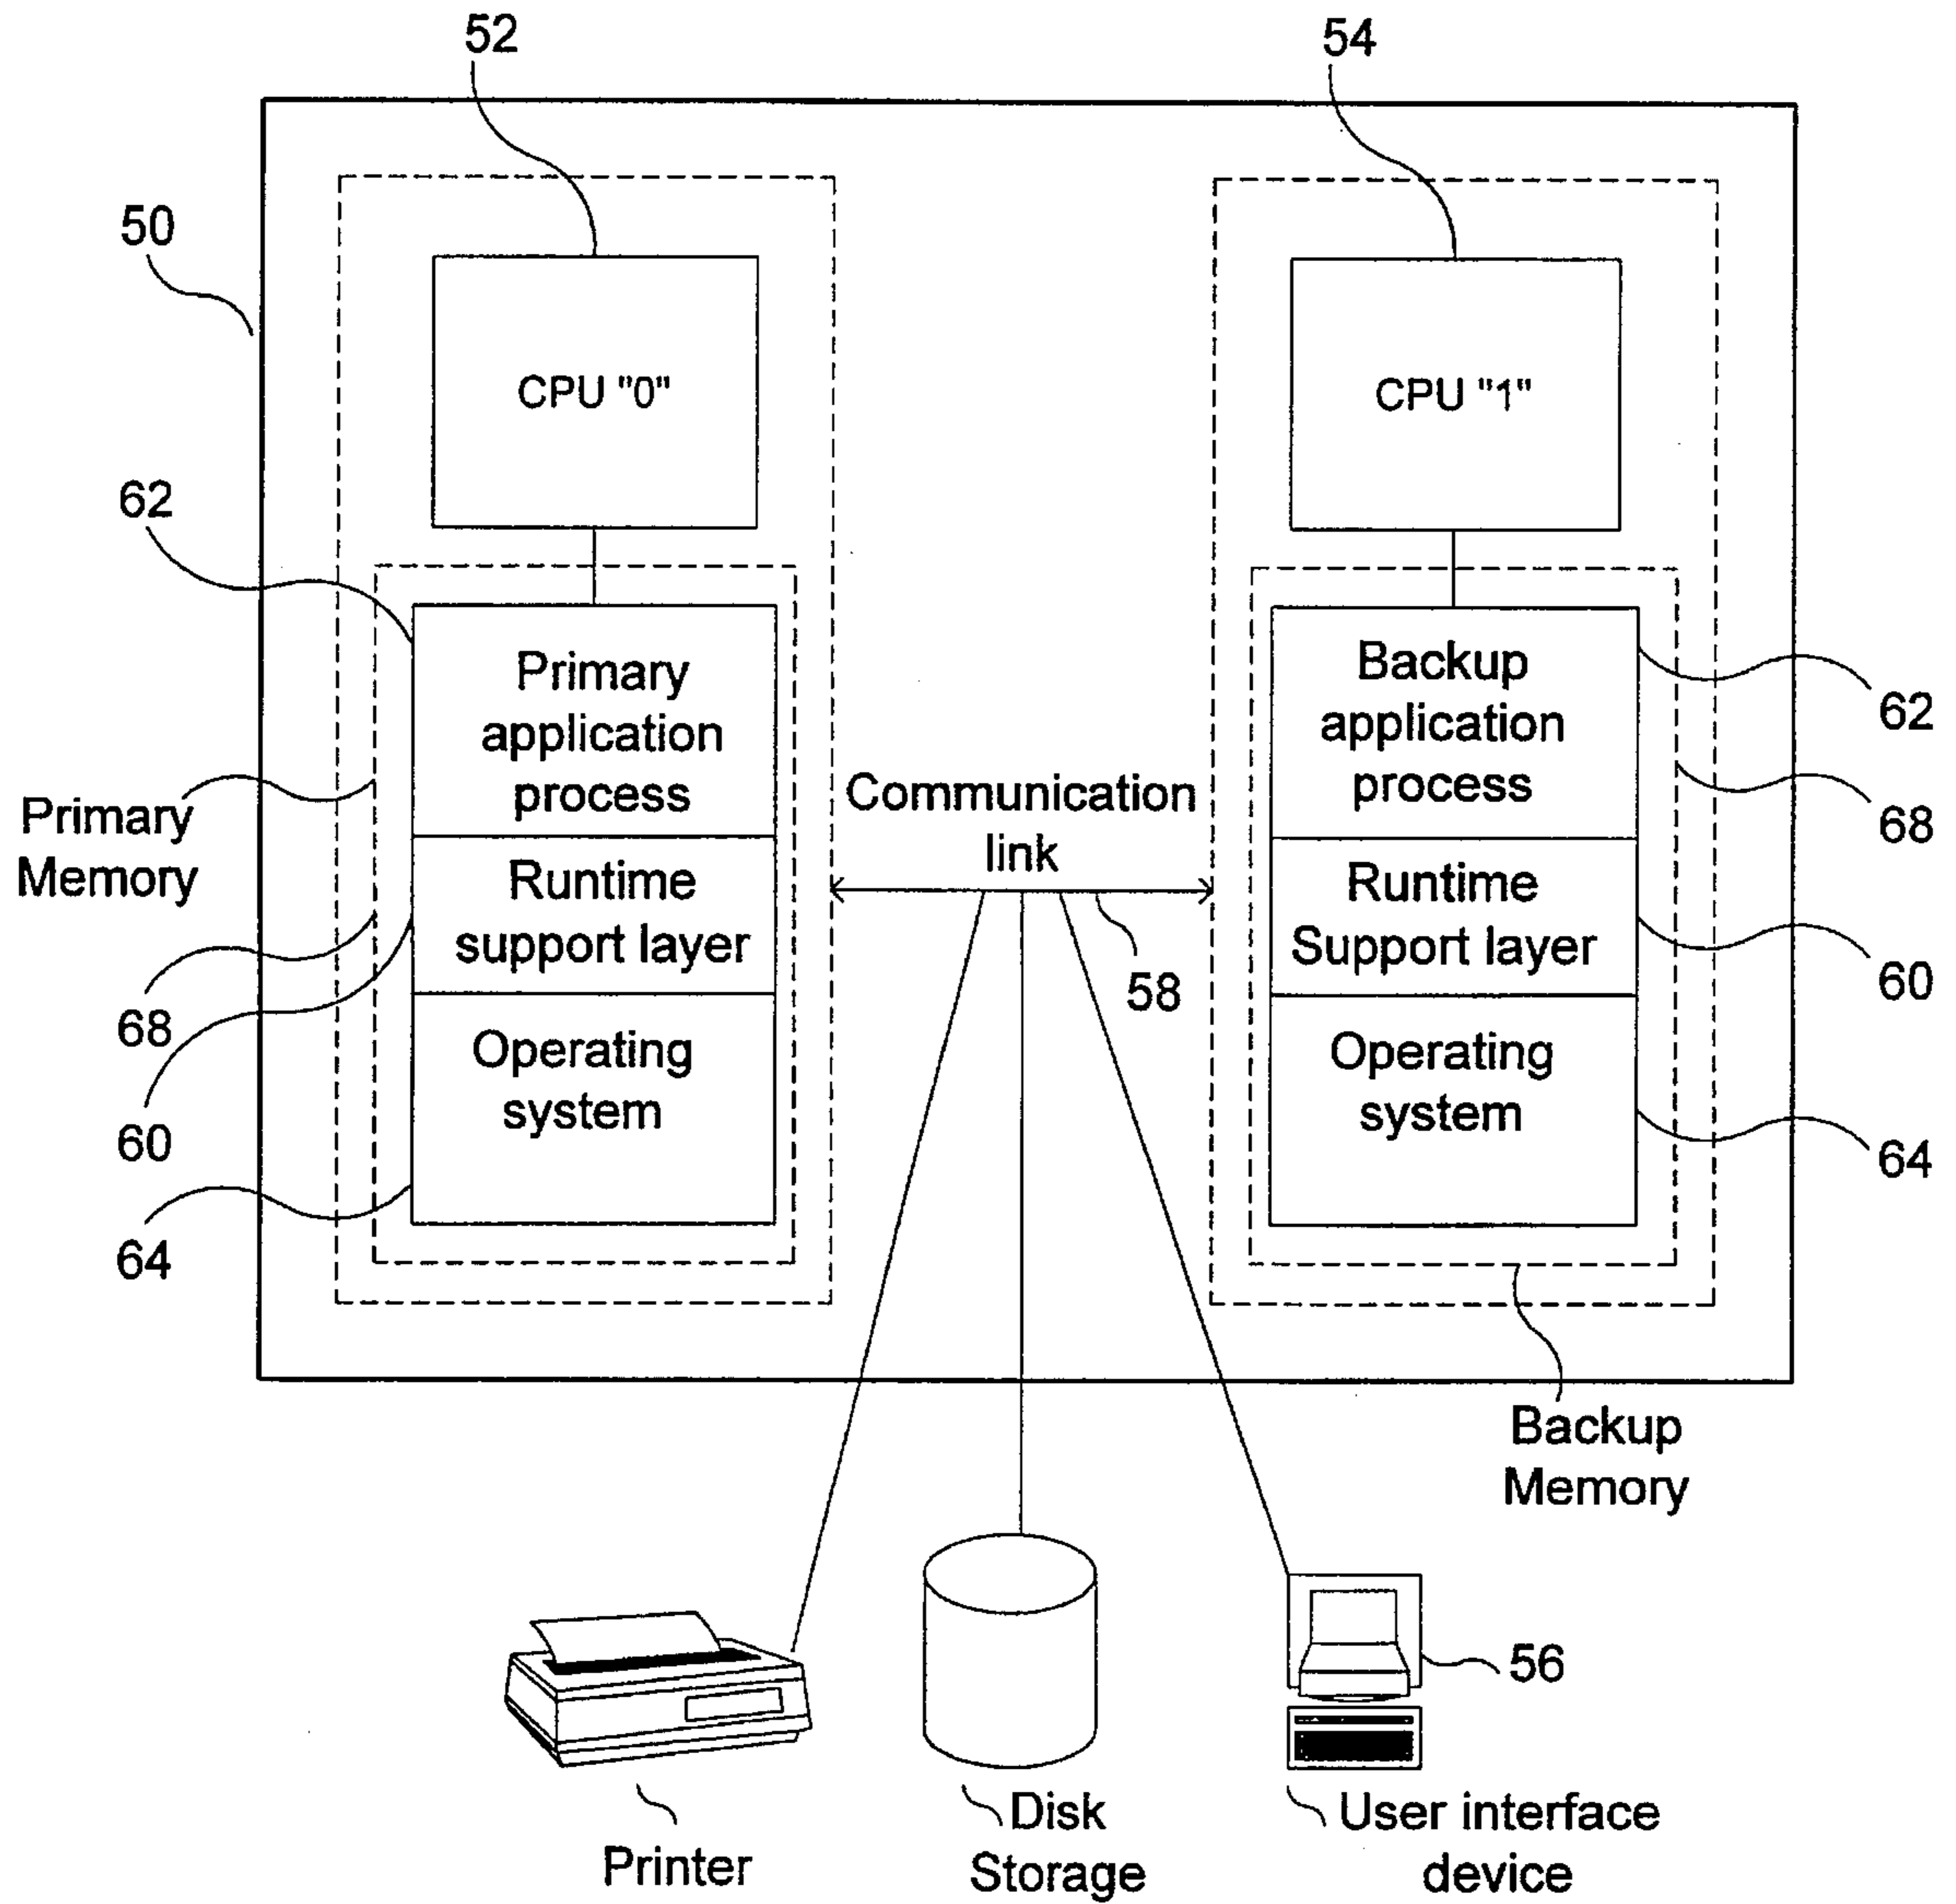 52
54
50
CPU "0"
CPU "1"
62
Primary
application
process
Backup
application
process
62
Primary
Memory
Communication
link
68
Runtime
support layer
Runtime
Support layer
58
60
68
60
Operating
system
Operating
system
64
64
Backup
Memory
56
Printer
Disk
Storage
User interface
device